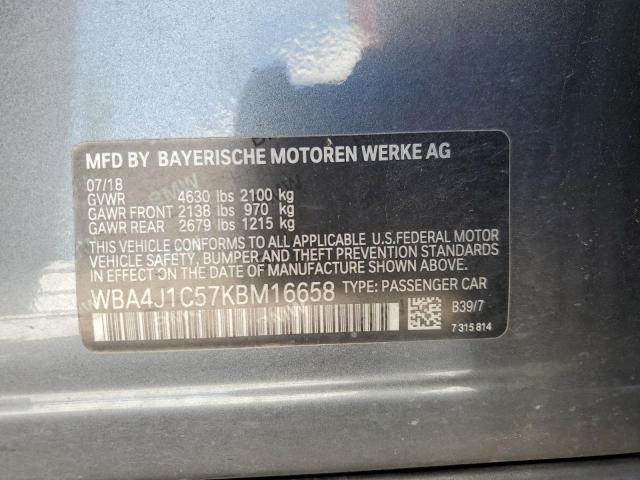 MFD BY BAYERISCHE MOTOREN WERKE AG
07/18
GVWR 4630 lbs 2100 kg
GAWR FRONT 2138 lbs 970 kg
GAWR REAR 2679 lbs 1215 kg
THIS VEHICLE CONFORMS TO ALL APPLICABLE U.S.FEDERAL MOTOR
VEHICLE SAFETY, BUMPER, AND THEFT PREVENTION STANDARDS
IN EFFECT ON THE DATE OF MANUFACTURE SHOWN ABOVE.
WBA4J1C57KBM16658 TYPE: PASSENGER CAR
B39/7
7 315 814